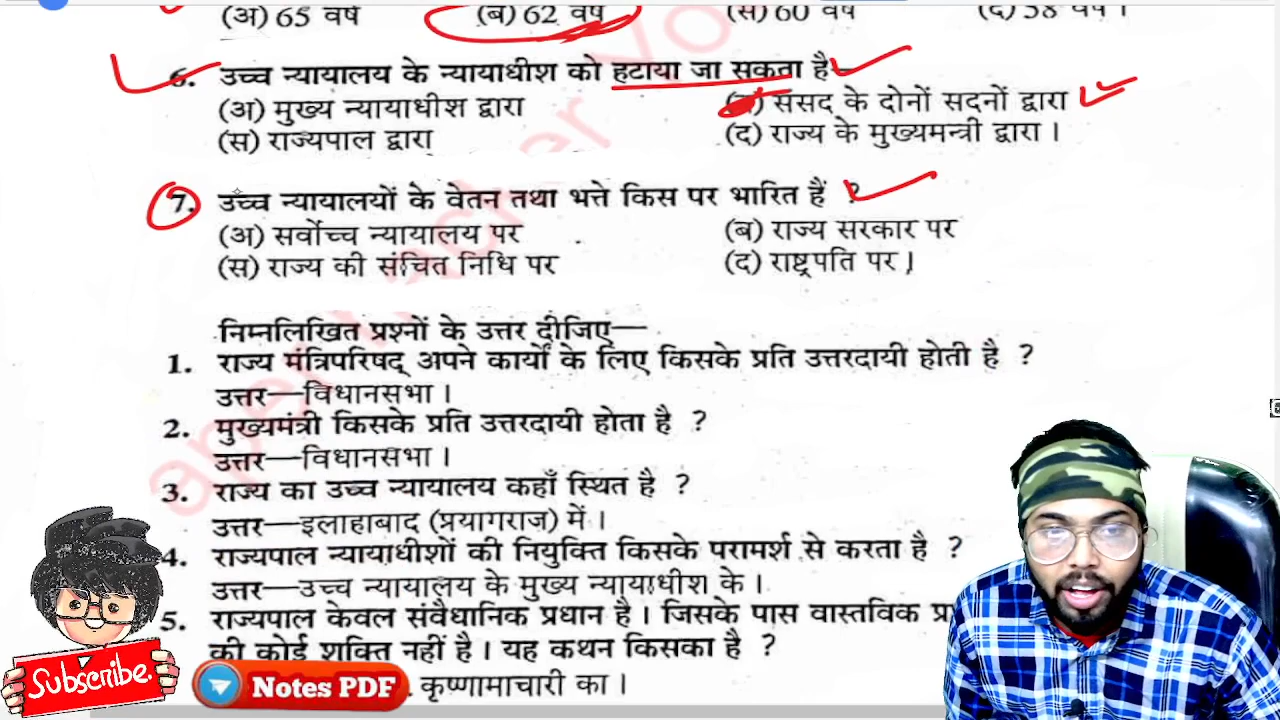 (अ) 65 वर्ष (ब) 62 वर्ष (स) 60 वर्ष (द) 58 वर्ष ।
6. उच्च न्यायालय के न्यायाधीश को हटाया जा सकता है—
(अ) मुख्य न्यायाधीश द्वारा संसद के दोनों सदनों द्वारा
(स) राज्यपाल द्वारा (द) राज्य के मुख्यमन्त्री द्वारा ।
7. उच्च न्यायालयों के वेतन तथा भत्ते किस पर भारित हैं ?
(अ) सर्वोच्च न्यायालय पर (ब) राज्य सरकार पर
(स) राज्य की संचित निधि पर (द) राष्ट्रपति पर ।
निम्नलिखित प्रश्नों के उत्तर दीजिए—
1. राज्य मंत्रिपरिषद् अपने कार्यों के लिए किसके प्रति उत्तरदायी होती है ?
उत्तर—विधानसभा ।
2. मुख्यमंत्री किसके प्रति उत्तरदायी होता है ?
उत्तर—विधानसभा ।
3. राज्य का उच्च न्यायालय कहाँ स्थित है ?
उत्तर—इलाहाबाद (प्रयागराज) में ।
4. राज्यपाल न्यायाधीशों की नियुक्ति किसके परामर्श से करता है ?
उत्तर—उच्च न्यायालय के मुख्य न्यायाधीश के ।
5. राज्यपाल केवल संवैधानिक प्रधान है । जिसके पास वास्तविक
की कोई शक्ति नहीं है । यह कथन किसका है ?
. कृष्णामाचारी का ।
Subscribe.
Notes PDF